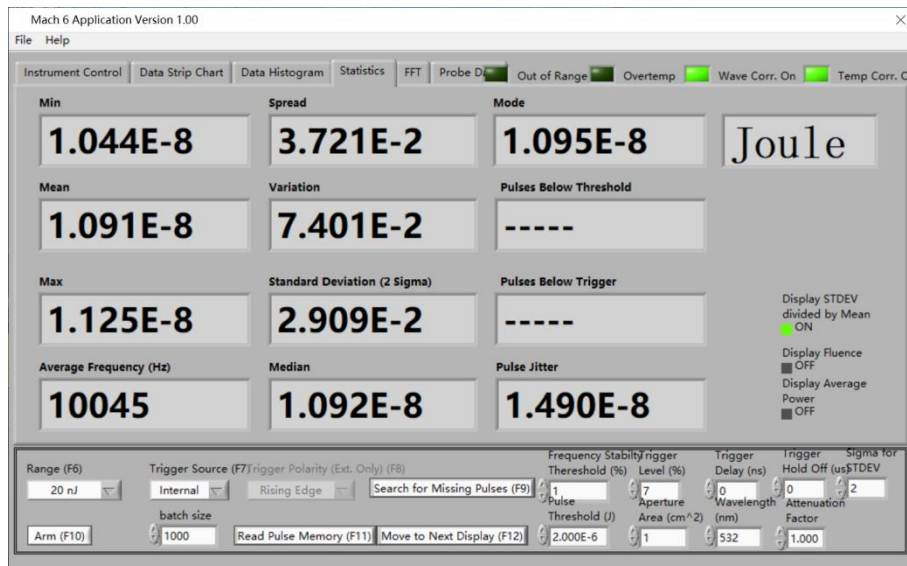 Mach 6 Application Version 1.00
File Help
Instrument Control Data Strip Chart Data Histogram Statistics FFT Probe D Out of Range Overtemp Wave Corr. On Temp Corr. O
Min Spread Mode
1.044E-8 3.721E-2 1.095E-8 Joule
Mean Variation Pulses Below Threshold
1.091E-8 7.401E-2 -----
Max Standard Deviation (2 Sigma) Pulses Below Trigger
1.125E-8 2.909E-2 -----
Display STDEV
divided by Mean
ON
Average Frequency (Hz) Median Pulse Jitter
10045 1.092E-8 1.490E-8
Display Fluence
OFF
Display Average
Power
OFF
Range (F6) Trigger Source (F7) Trigger Polarity (Ext. Only) (F8)
20 nJ Internal Rising Edge Search for Missing Pulses (F9)
Frequency Stabilty Trigger Trigger Trigger Sigma for
Thereshold (%) Level (%) Delay (ns) Hold Off (us) STDEV
1 7 0 0 2
batch size
Arm (F10) 1000 Read Pulse Memory (F11) Move to Next Display (F12)
Pulse Aperture Wavelength Attenuation
Threshold (J) Area (cm^2) (nm) Factor
2.000E-6 1 532 1.000